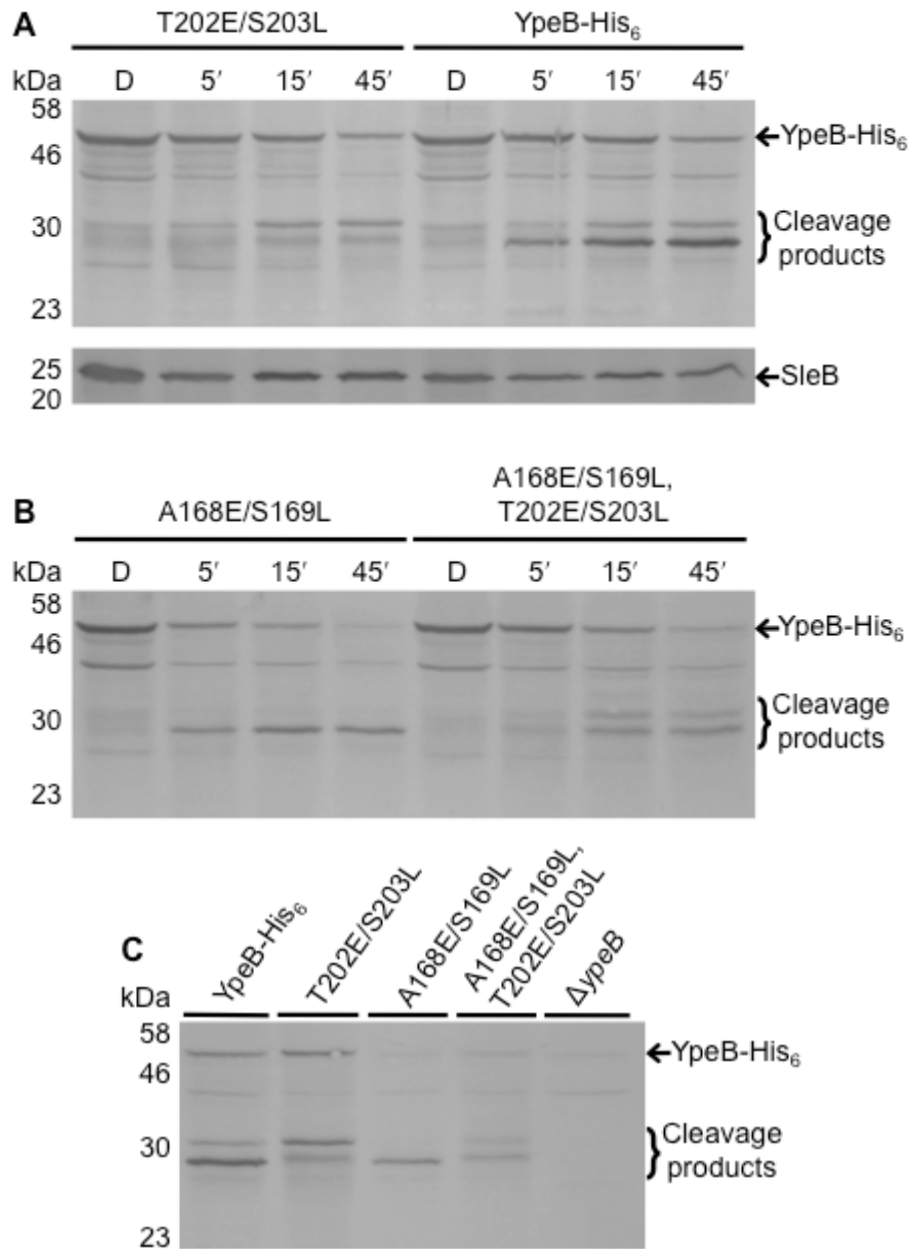 A
T202E/S203L YpeB-His₆
kDa D 5′ 15′ 45′ D 5′ 15′ 45′
58
←YpeB-His₆
46
30
Cleavage
products
23
25
←SleB
20
A168E/S169L,
B A168E/S169L T202E/S203L
kDa D 5′ 15′ 45′ D 5′ 15′ 45′
58
←YpeB-His₆
46
30
Cleavage
products
23
C
YpeB-His₆
T202E/S203L
A168E/S169L
A168E/S169L,
T202E/S203L
ΔypeB
kDa
58
←YpeB-His₆
46
30
Cleavage
products
23